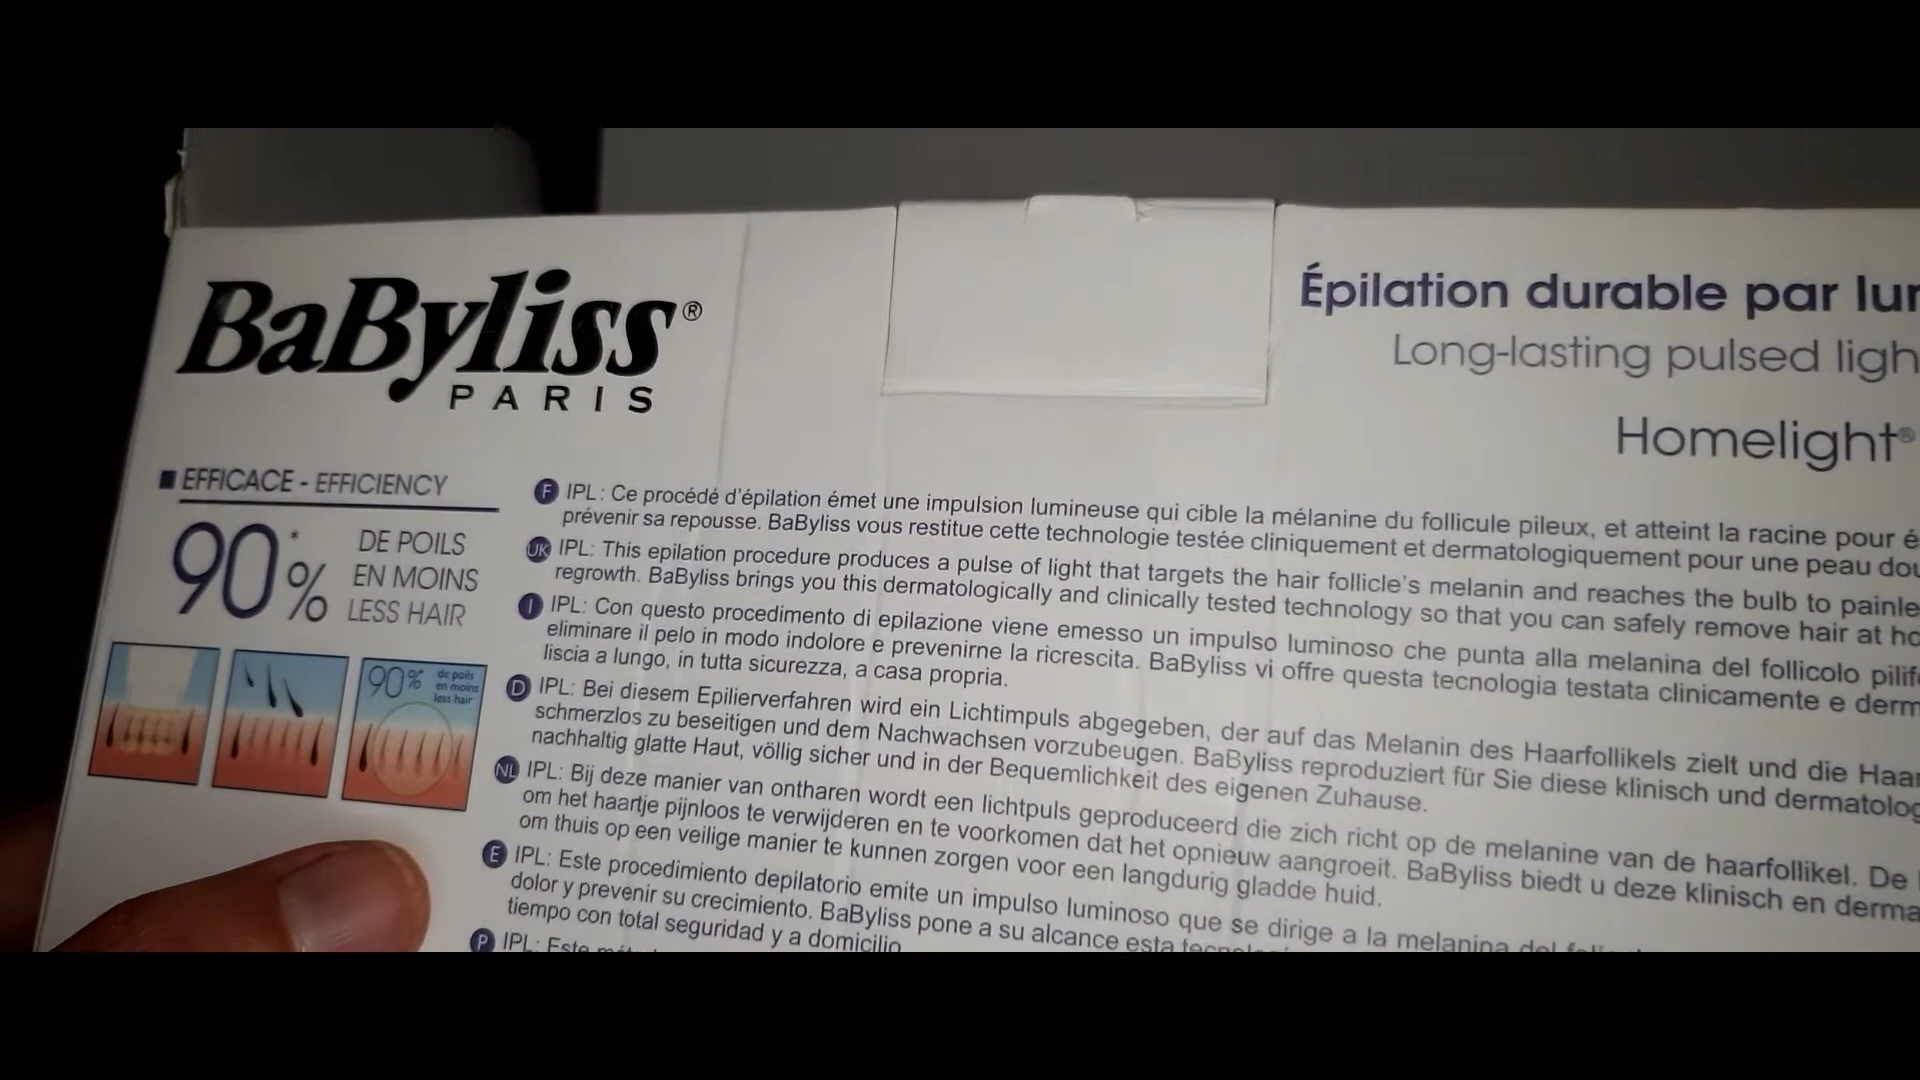 BaByliss®
PARIS
Épilation durable par
Long-lasting pulsed
Homelight®
EFFICACE - EFFICIENCY
90*%
DE POILS
EN MOINS
LESS HAIR
90% de poils
en moins
less hair
F IPL: Ce procédé d'épilation émet une impulsion lumineuse qui cible la mélanine du follicule pileux, et atteint la racine pour
prévenir sa repousse. BaByliss vous restitue cette technologie testée cliniquement et dermatologiquement pour une peau
UK IPL: This epilation procedure produces a pulse of light that targets the hair follicle's melanin and reaches the bulb to
regrowth. BaByliss brings you this dermatologically and clinically tested technology so that you can safely remove hair at
I IPL: Con questo procedimento di epilazione viene emesso un impulso luminoso che punta alla melanina del follicolo
eliminare il pelo in modo indolore e prevenirne la ricrescita. BaByliss vi offre questa tecnologia testata clinicamente e
liscia a lungo, in tutta sicurezza, a casa propria.
D IPL: Bei diesem Epilierverfahren wird ein Lichtimpuls abgegeben, der auf das Melanin des Haarfollikels zielt und die
schmerzlos zu beseitigen und dem Nachwachsen vorzubeugen. BaByliss reproduziert für Sie diese klinisch und
nachhaltig glatte Haut, völlig sicher und in der Bequemlichkeit des eigenen Zuhause.
NL IPL: Bij deze manier van ontharen wordt een lichtpuls geproduceerd die zich richt op de melanine van de haarfollikel. De
om het haartje pijnloos te verwijderen en te voorkomen dat het opnieuw aangroeit. BaByliss biedt u deze klinisch en
om thuis op een veilige manier te kunnen zorgen voor een langdurig gladde huid.
E IPL: Este procedimiento depilatorio emite un impulso luminoso que se dirige a la melanina del
dolor y prevenir su crecimiento. BaByliss pone a su alcance esta
tiempo con total seguridad y a domicilio
P IPL: Este